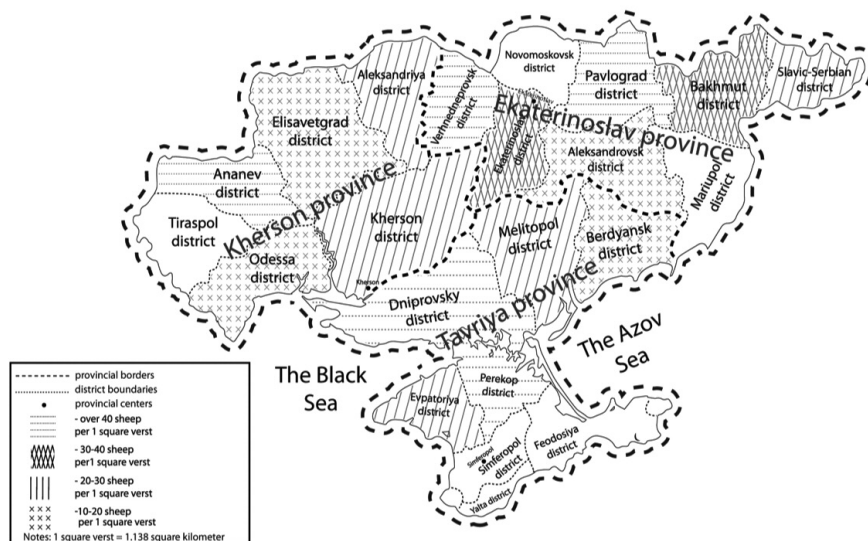 Novomoskovsk
district
Aleksandriya
district
Verhnedneprovsk
district
Pavlograd
district
Bakhmut
district
Slavic-Serbian
district
Elisavetgrad
district
Ekaterinoslav province
Ekaterinoslav
district
Aleksandrovsk
district
Mariupol
district
Ananev
district
Tiraspol
district
Kherson province
Kherson
district
Melitopol
district
Berdyansk
district
Odessa
district
Kherson
Dniprovsky
district
Tavriya province
The Black
Sea
The Azov
Sea
Perekop
district
Evpatoriya
district
Simferopol
Simferopol
district
Feodosiya
district
Yalta district
provincial borders
district boundaries
provincial centers
- over 40 sheep
per 1 square verst
- 30-40 sheep
per1 square verst
- 20-30 sheep
per 1 square verst
-10-20 sheep
per 1 square verst
Notes: 1 square verst = 1.138 square kilometer